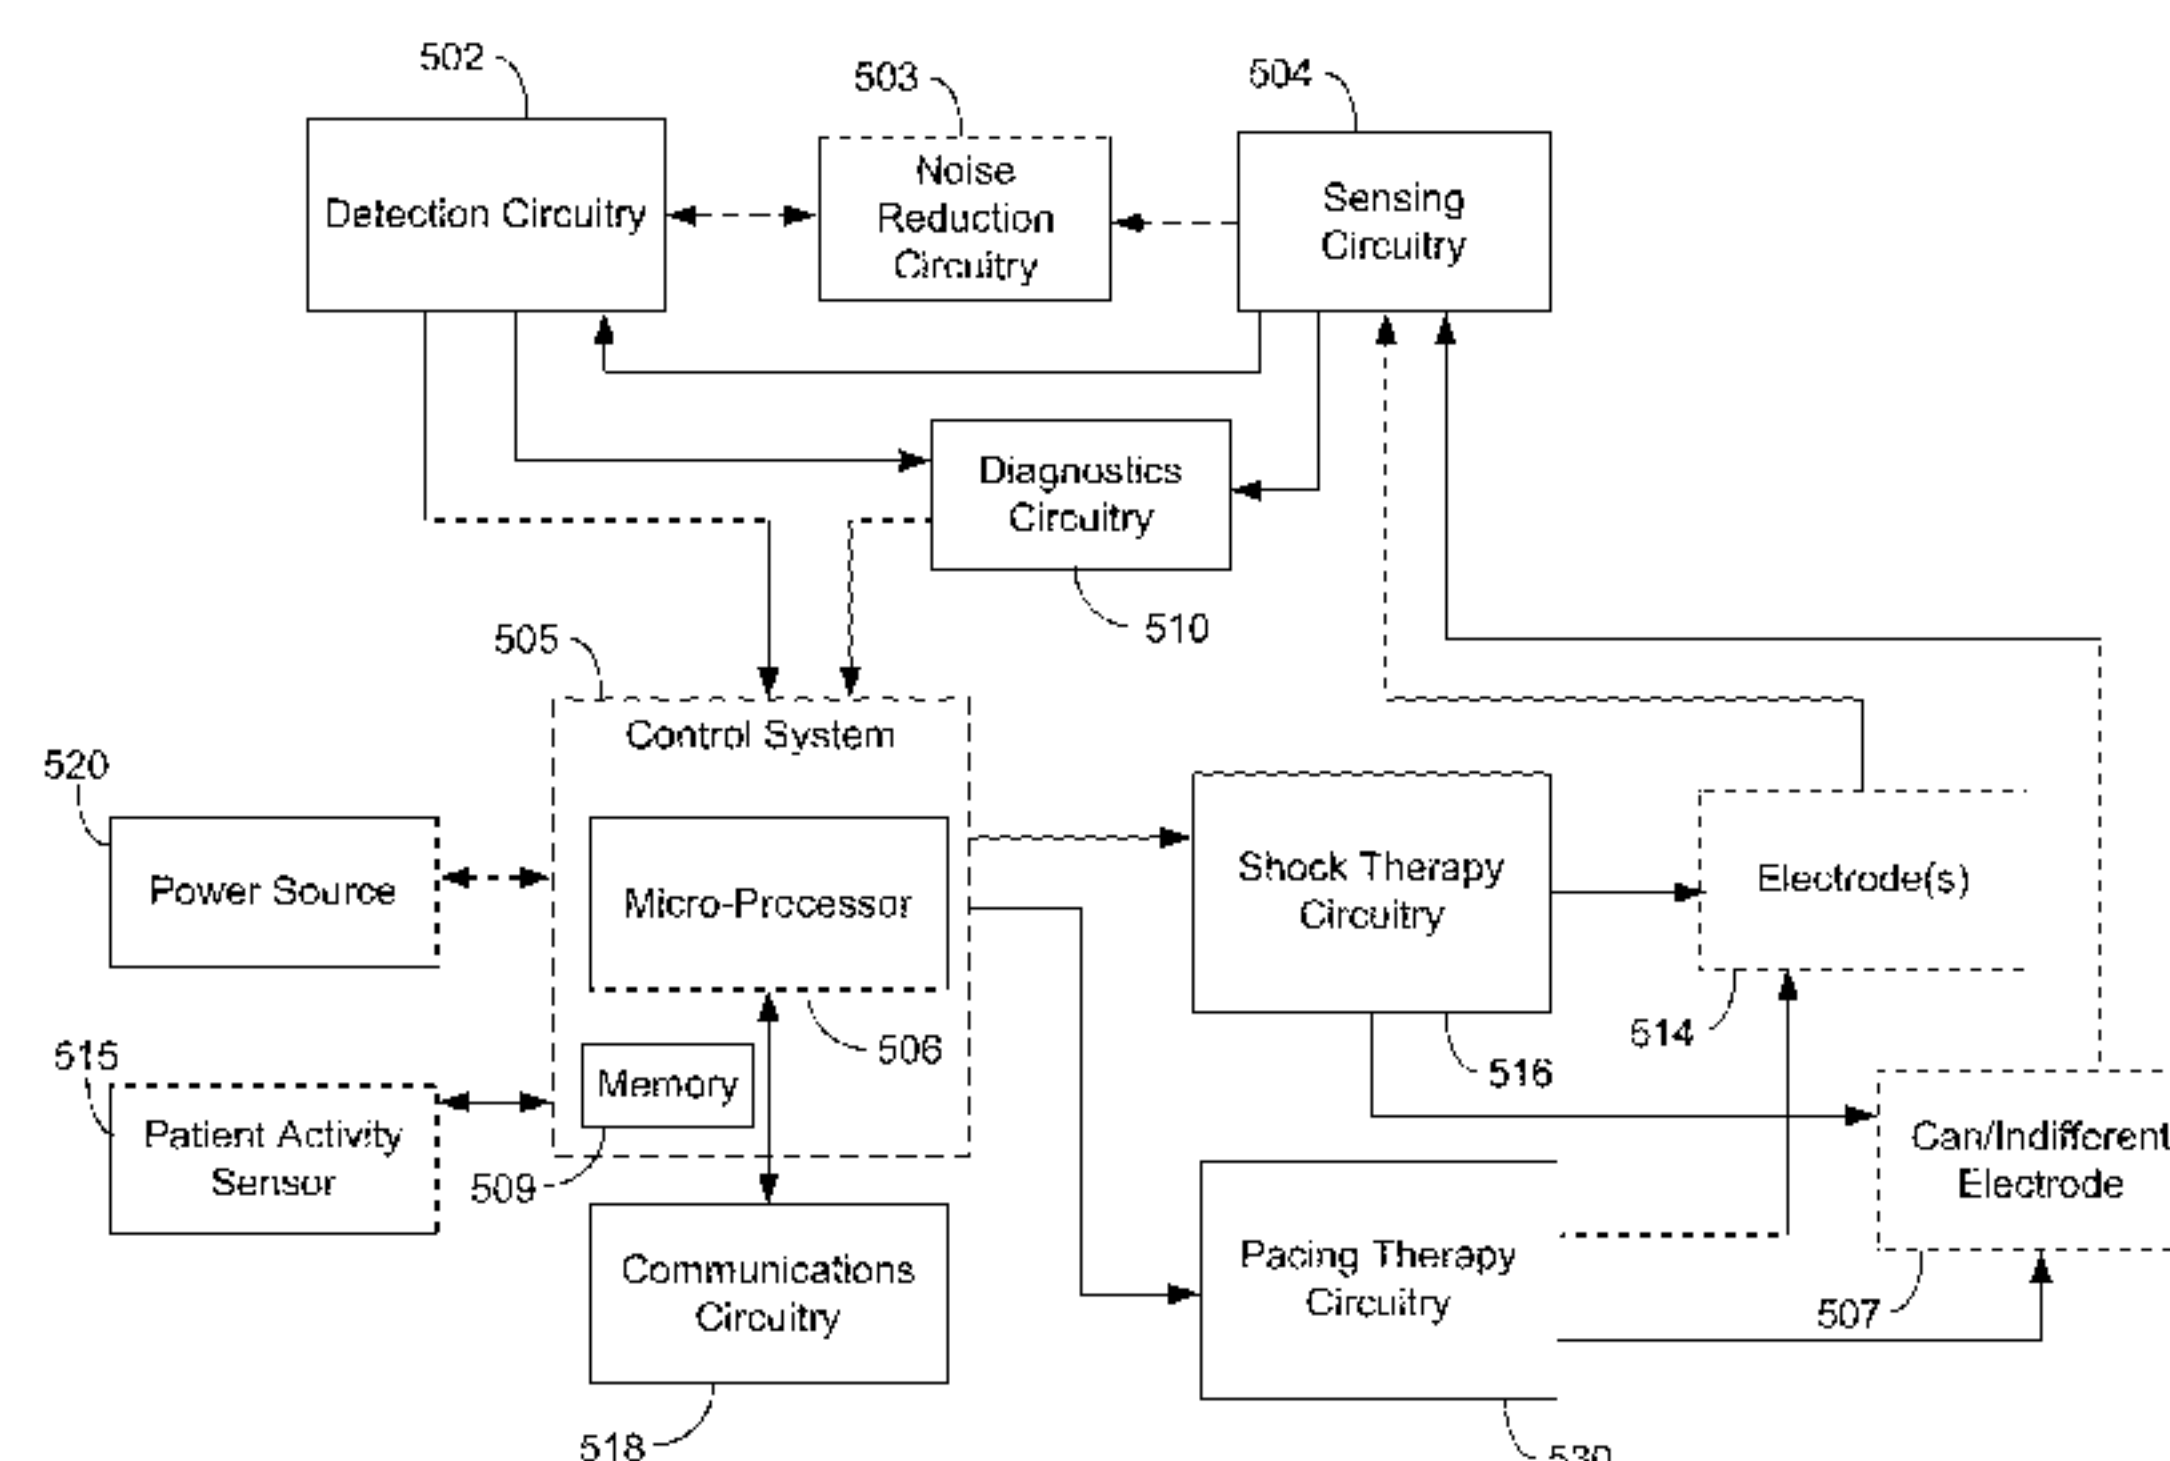 502
503
504
Detection Circuitry
Noise
Reduction
Circuitry
Sensing
Circuitry
Diagnostics
Circuitry
510
505
Control System
520
Power Source
Micro-Processor
Shock Therapy
Circuitry
Electrode(s)
506
514
515
Memory
516
Patient Activity
Sensor
509
Can/Indifferent
Electrode
Communications
Circuitry
Pacing Therapy
Circuitry
507
518
530